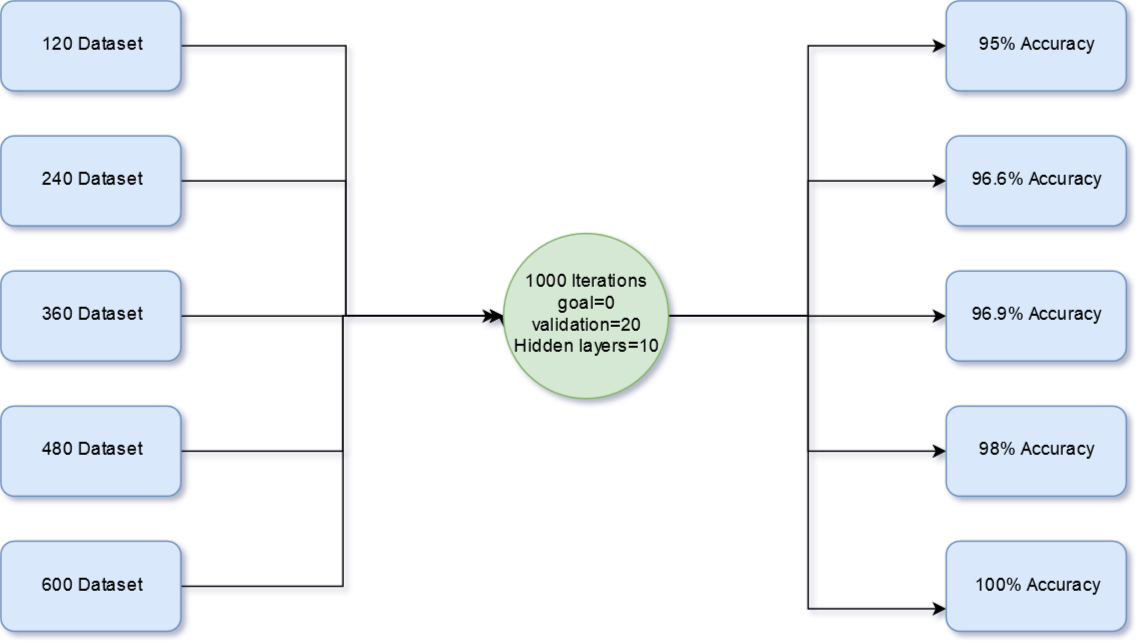 120 Dataset
240 Dataset
360 Dataset
480 Dataset
600 Dataset
1000 Iterations
goal=0
validation=20
Hidden layers=10
95% Accuracy
96.6% Accuracy
96.9% Accuracy
98% Accuracy
100% Accuracy